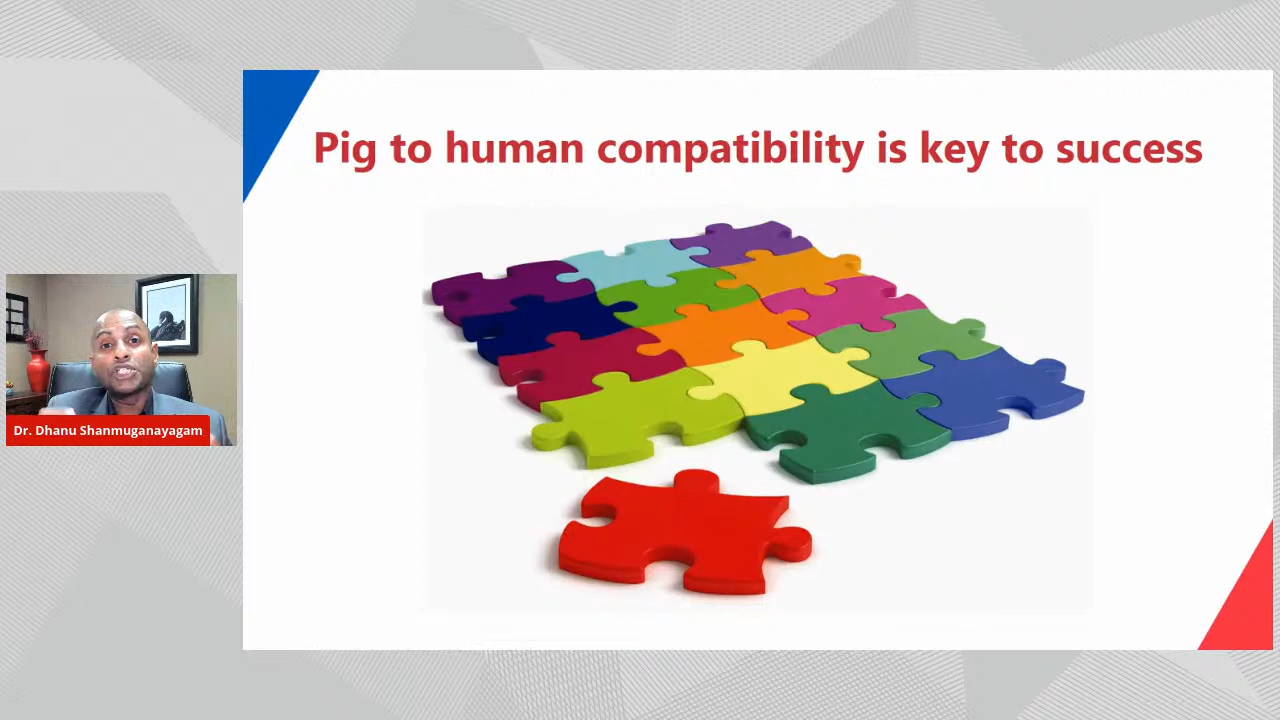 Pig to human compatibility is key to success
Dr. Dhanu Shanmuganayagam